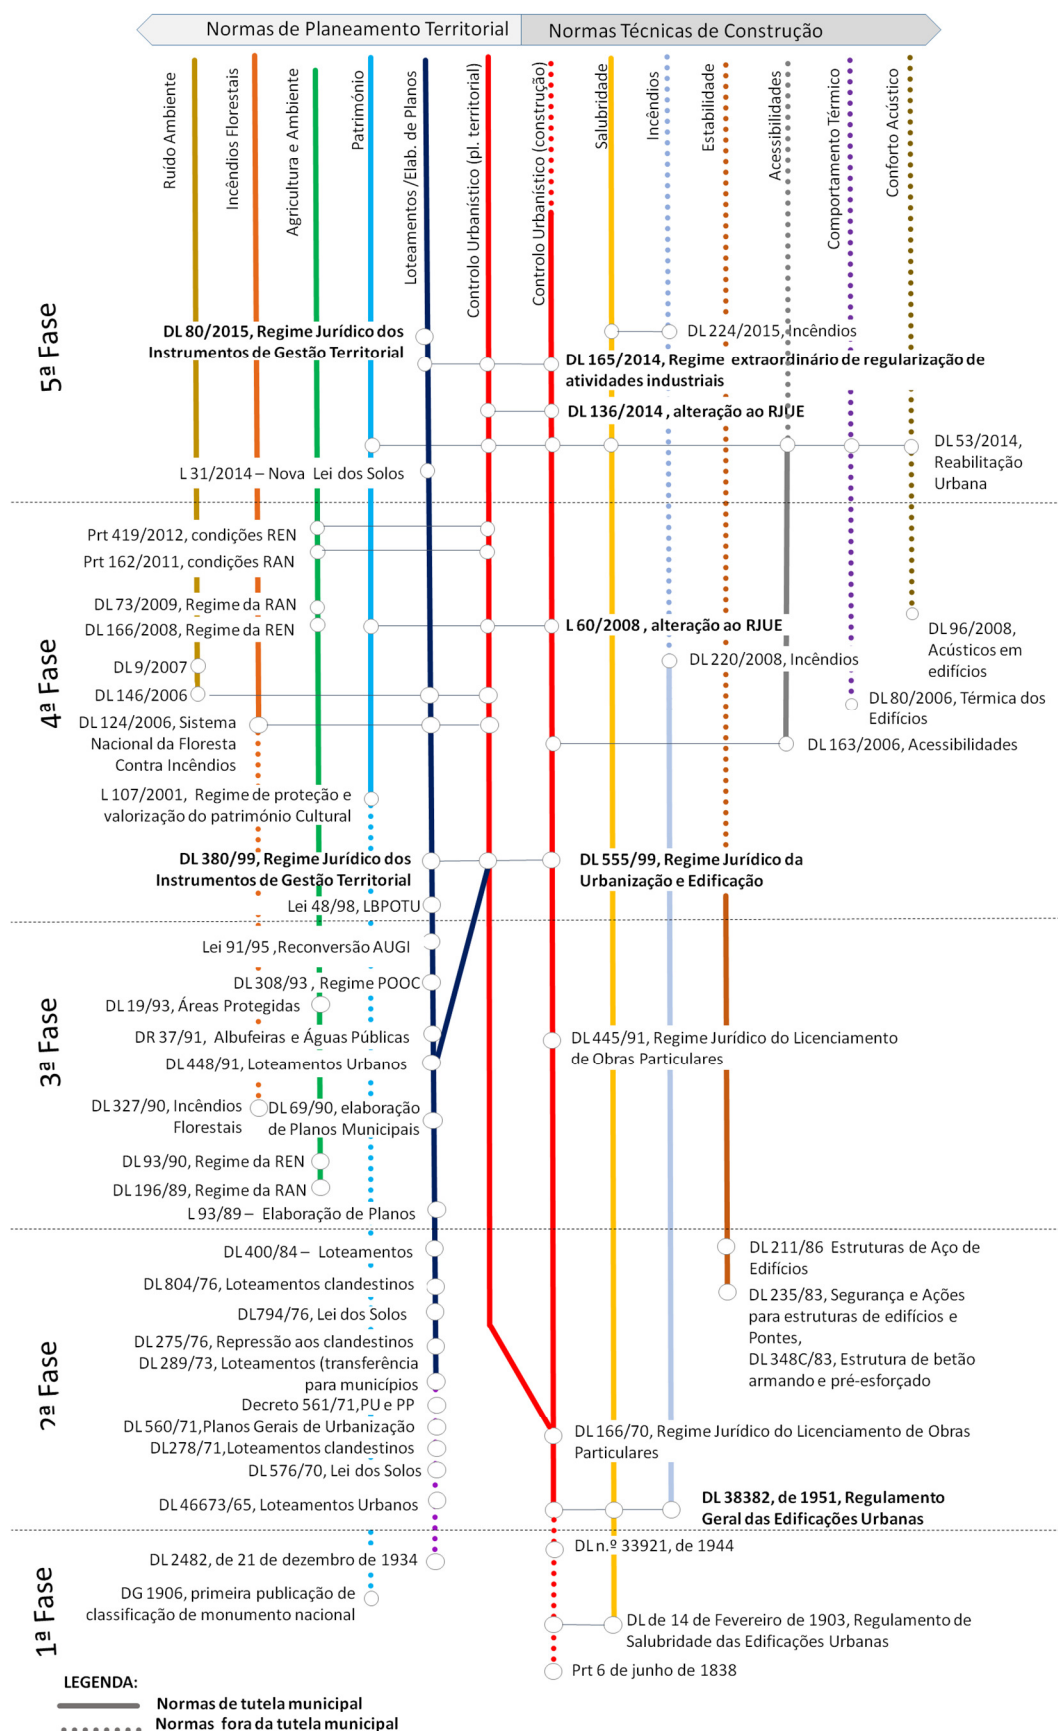 Normas de Planeamento Territorial
Normas Técnicas de Construção
Ruído Ambiente
Incêndios Florestais
Agricultura e Ambiente
Património
Loteamentos /Elab. de Planos
Controlo Urbanístico (pl. territorial)
Controlo Urbanístico (construção)
Salubridade
Incêndios
Estabilidade
Acessibilidades
Comportamento Térmico
Conforto Acústico
5ª Fase
DL 80/2015, Regime Jurídico dos
Instrumentos de Gestão Territorial
DL 224/2015, Incêndios
DL 165/2014, Regime extraordinário de regularização de
atividades industriais
DL 136/2014 , alteração ao RJUE
DL 53/2014,
Reabilitação
Urbana
L 31/2014 – Nova Lei dos Solos
4ª Fase
Prt 419/2012, condições REN
Prt 162/2011, condições RAN
DL 73/2009, Regime da RAN
DL 166/2008, Regime da REN
L 60/2008 , alteração ao RJUE
DL 96/2008,
Acústicos em
edifícios
DL 220/2008, Incêndios
DL 9/2007
DL 146/2006
DL 80/2006, Térmica dos
Edifícios
DL 124/2006, Sistema
Nacional da Floresta
Contra Incêndios
DL 163/2006, Acessibilidades
L 107/2001, Regime de proteção e
valorização do património Cultural
DL 380/99, Regime Jurídico dos
Instrumentos de Gestão Territorial
DL 555/99, Regime Jurídico da
Urbanização e Edificação
Lei 48/98, LBPOTU
3ª Fase
Lei 91/95 ,Reconversão AUGI
DL 308/93 , Regime POOC
DL 19/93, Áreas Protegidas
DR 37/91, Albufeiras e Águas Públicas
DL 445/91, Regime Jurídico do Licenciamento
de Obras Particulares
DL 448/91, Loteamentos Urbanos
DL 327/90, Incêndios
Florestais
DL 69/90, elaboração
de Planos Municipais
DL 93/90, Regime da REN
DL 196/89, Regime da RAN
L 93/89 – Elaboração de Planos
2ª Fase
DL 400/84 – Loteamentos
DL 211/86 Estruturas de Aço de
Edifícios
DL 804/76, Loteamentos clandestinos
DL 235/83, Segurança e Ações
para estruturas de edifícios e
Pontes,
DL 348C/83, Estrutura de betão
armando e pré-esforçado
DL794/76, Lei dos Solos
DL 275/76, Repressão aos clandestinos
DL 289/73, Loteamentos (transferência
para municípios
Decreto 561/71,PU e PP
DL 560/71,Planos Gerais de Urbanização
DL278/71,Loteamentos clandestinos
DL 166/70, Regime Jurídico do Licenciamento de Obras
Particulares
DL 576/70, Lei dos Solos
DL 46673/65, Loteamentos Urbanos
DL 38382, de 1951, Regulamento
Geral das Edificações Urbanas
1ª Fase
DL n.º 33921, de 1944
DL 2482, de 21 de dezembro de 1934
DG 1906, primeira publicação de
classificação de monumento nacional
DL de 14 de Fevereiro de 1903, Regulamento de
Salubridade das Edificações Urbanas
Prt 6 de junho de 1838
LEGENDA:
Normas de tutela municipal
Normas fora da tutela municipal